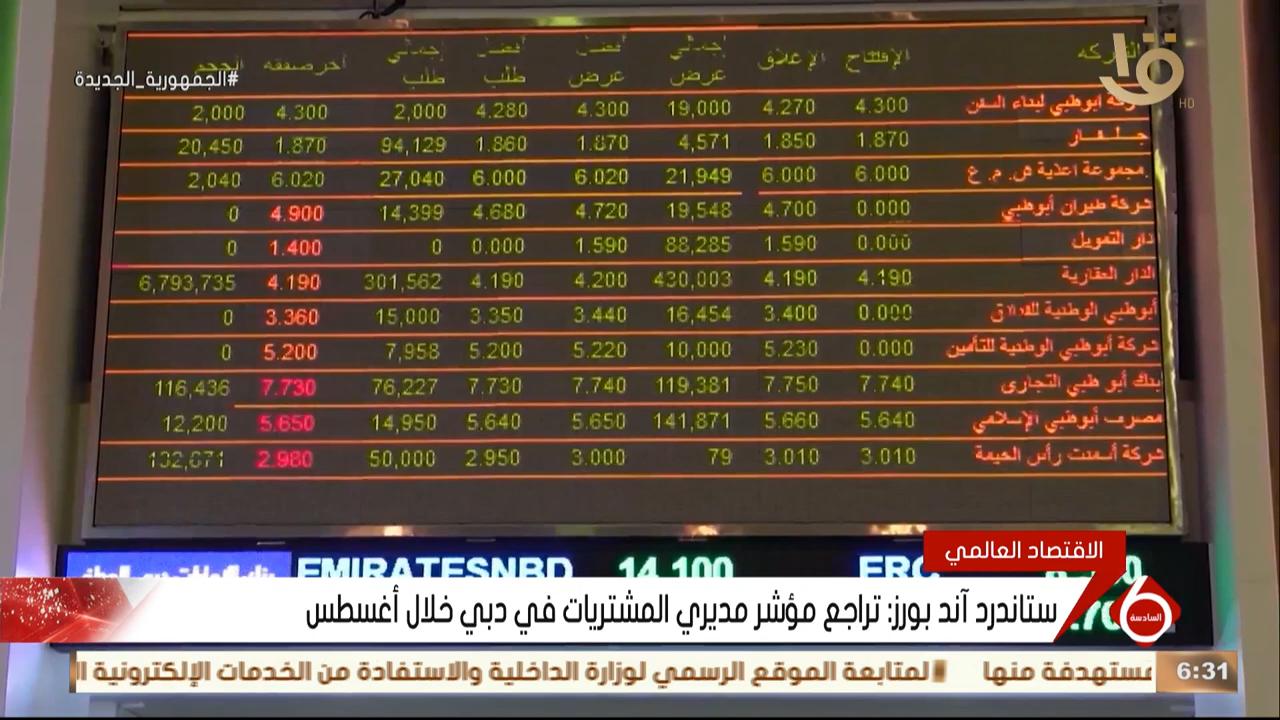 #الجمهورية_الجديدة
HD
الافتتاح الإغلاق إجمالي عرض أفضل عرض أفضل طلب إجمالي طلب آخر صفقة الحجم
شركة أبوظبي لبناء السفن 4.300 4.270 19,000 4.300 4.280 2,000 4.300 2,000
جلفار 1.870 1.850 4,571 1.870 1.860 94,129 1.870 20,450
مجموعة اغذية ش. م. ع 6.000 6.000 21,949 6.020 6.000 27,040 6.020 2,040
شركة طيران أبوظبي 0.000 4.700 19,548 4.720 4.680 14,399 4.900 0
دار التمويل 0.000 1.590 88,285 1.590 0.000 0 1.400 0
الدار العقارية 4.190 4.190 430,003 4.200 4.190 301,562 4.190 6,793,735
أبوظبي الوطنية للفنادق 0.000 3.400 16,454 3.440 3.350 15,000 3.360 0
شركة أبوظبي الوطنية للتأمين 0.000 5.230 10,000 5.220 5.200 7,958 5.200 0
بنك أبو ظبي التجارى 7.740 7.750 119,381 7.740 7.730 76,227 7.730 116,436
مصرف أبوظبي الإسلامي 5.640 5.660 141,871 5.650 5.640 14,950 5.650 12,200
شركة أسمنت رأس الخيمة 3.010 3.010 79 3.000 2.950 50,000 2.980 132,671
EMIRATESNBD 14.100
الاقتصاد العالمي
السادسة
6
ستاندرد آند بورز: تراجع مؤشر مديري المشتريات في دبي خلال أغسطس
6:31 مستهدفة منها لمتابعة الموقع الرسمي لوزارة الداخلية والاستفادة من الخدمات الإلكترونية